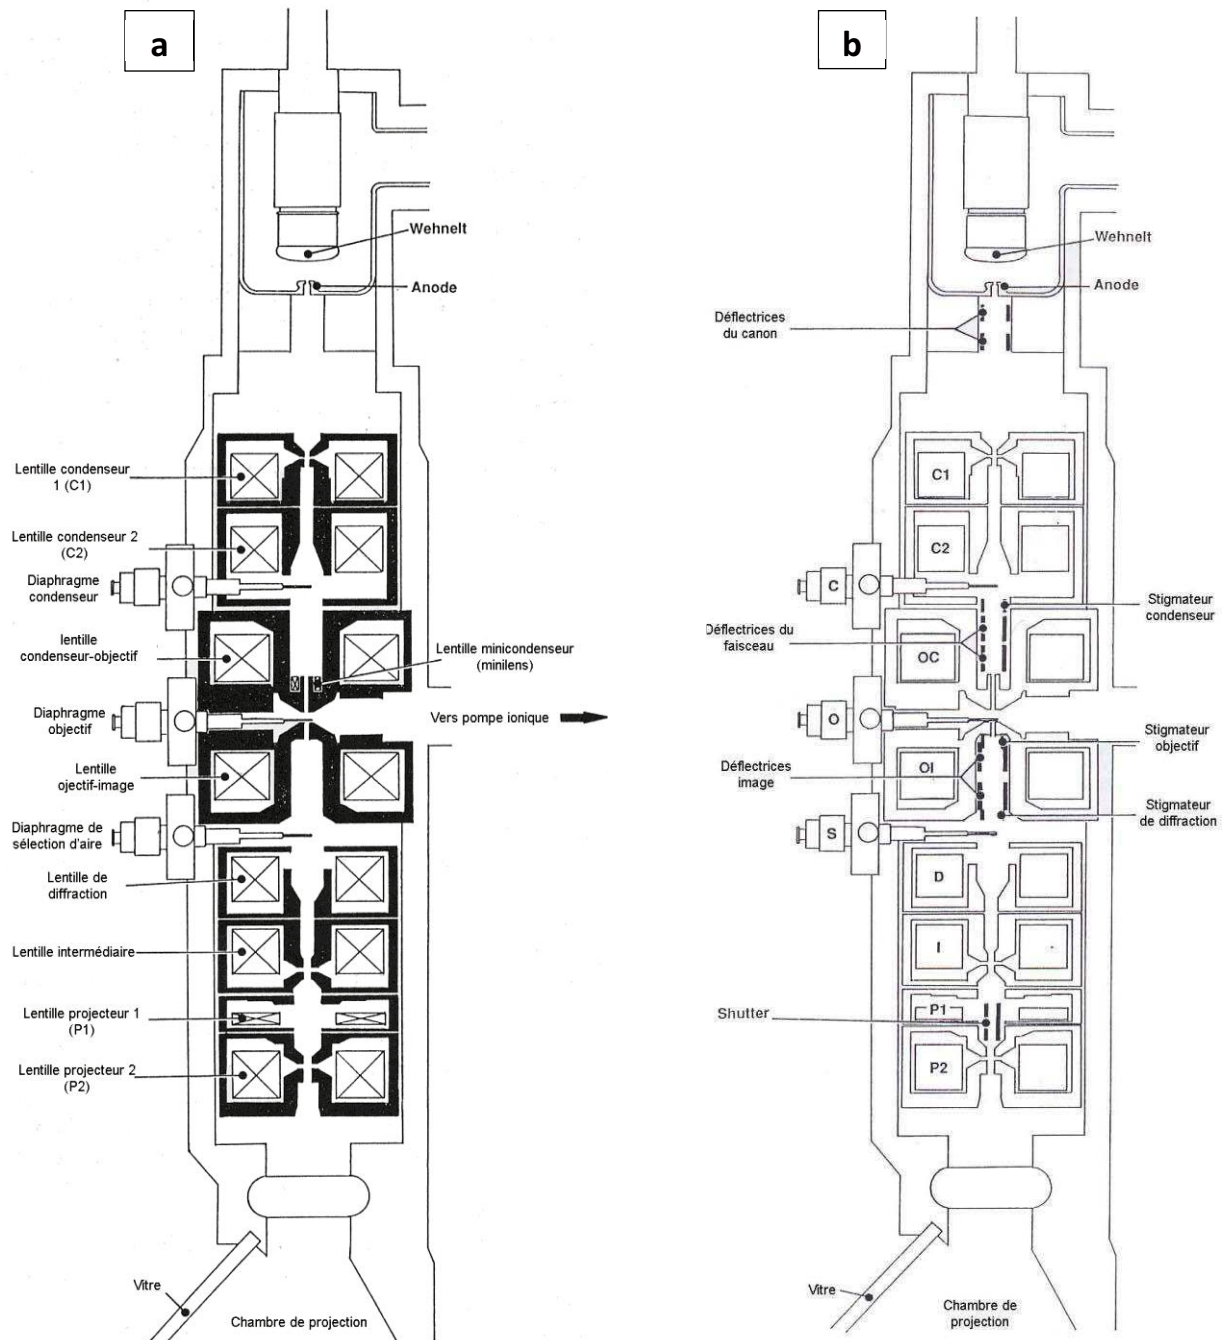 a
Wehnelt
Anode
Lentille condenseur
1 (C1)
Lentille condenseur 2
(C2)
Diaphragme
condenseur
lentille
condenseur-objectif
Lentille minicondenseur
(minilens)
Diaphragme
objectif
Vers pompe ionique
Lentille
ojectif-image
Diaphragme de
sélection d'aire
Lentille de
diffraction
Lentille intermédiaire
Lentille projecteur 1
(P1)
Lentille projecteur 2
(P2)
Vitre
Chambre de projection
b
Wehnelt
Anode
Déflectrices
du canon
C1
C2
C
Stigmateur
condenseur
Déflectrices du
faisceau
OC
O
Stigmateur
objectif
Déflectrices
image
OI
Stigmateur
de diffraction
S
D
I
P1
Shutter
P2
Vitre
Chambre de
projection